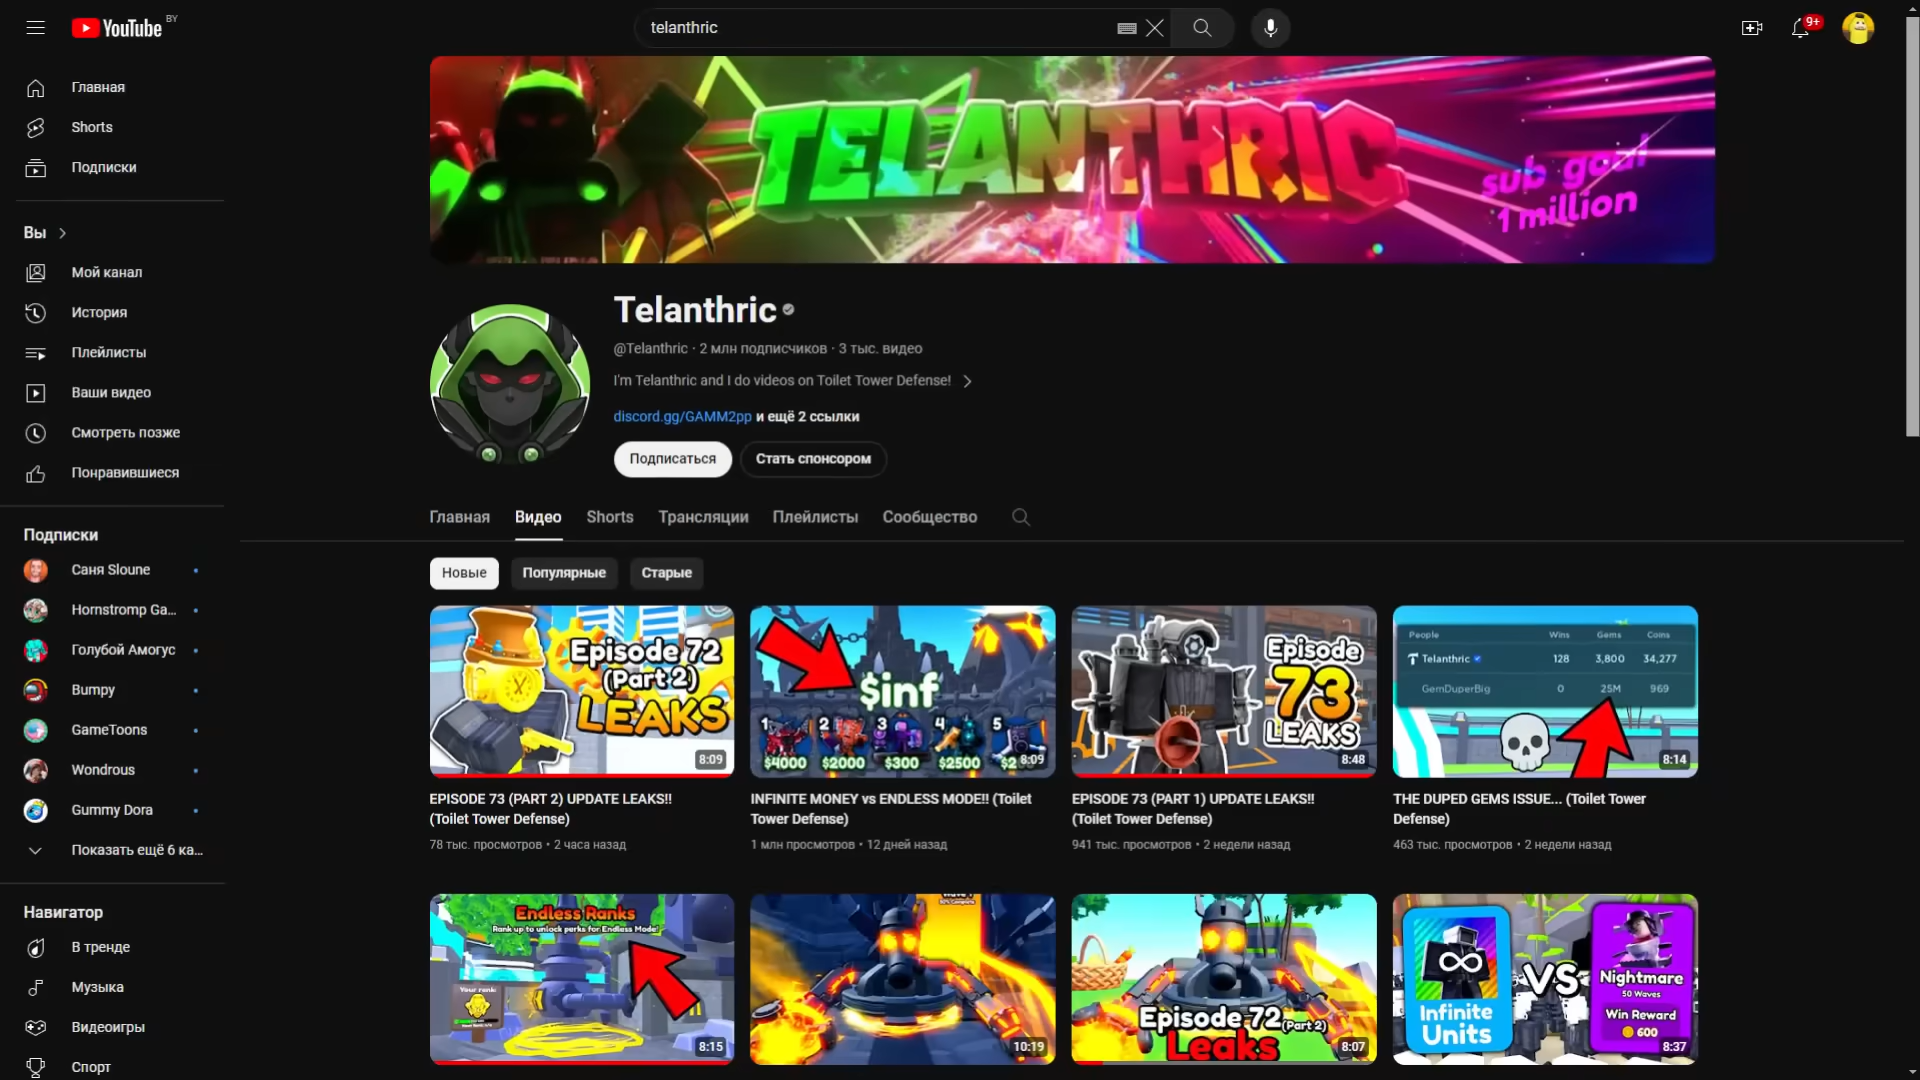 YouTube BY
telanthric
9+
Главная
Shorts
Подписки
Вы
Мой канал
История
Плейлисты
Ваши видео
Смотреть позже
Понравившиеся
Подписки
Саня Sloune
Hornstromp Ga...
Голубой Амогус
Bumpy
GameToons
Wondrous
Gummy Dora
Показать ещё 6 ка...
Навигатор
В тренде
Музыка
Видеоигры
Спорт
TELANTHRIC
sub goal
1 million
Telanthric
@Telanthric · 2 млн подписчиков · 3 тыс. видео
I'm Telanthric and I do videos on Toilet Tower Defense!
discord.gg/GAMM2pp и ещё 2 ссылки
Подписаться
Стать спонсором
Главная
Видео
Shorts
Трансляции
Плейлисты
Сообщество
Новые
Популярные
Старые
Episode 72
(Part 2)
LEAKS
8:09
EPISODE 73 (PART 2) UPDATE LEAKS!!
(Toilet Tower Defense)
78 тыс. просмотров • 2 часа назад
$inf
1 2 3 4 5
$4000 $2000 $300 $2500
8:09
INFINITE MONEY vs ENDLESS MODE!! (Toilet
Tower Defense)
1 млн просмотров • 12 дней назад
Episode
73
LEAKS
8:48
EPISODE 73 (PART 1) UPDATE LEAKS!!
(Toilet Tower Defense)
941 тыс. просмотров • 2 недели назад
People Wins Gems Coins
Telanthric 128 3,800 34,277
GemDuperBig 0 25M 969
8:14
THE DUPED GEMS ISSUE... (Toilet Tower
Defense)
463 тыс. просмотров • 2 недели назад
Endless Ranks
Rank up to unlock perks for Endless Mode!
Your rank:
8:15
10:19
Episode 72 (Part 2)
Leaks
8:07
Infinite
Units
VS
Nightmare
50 Waves
Win Reward
600
8:37